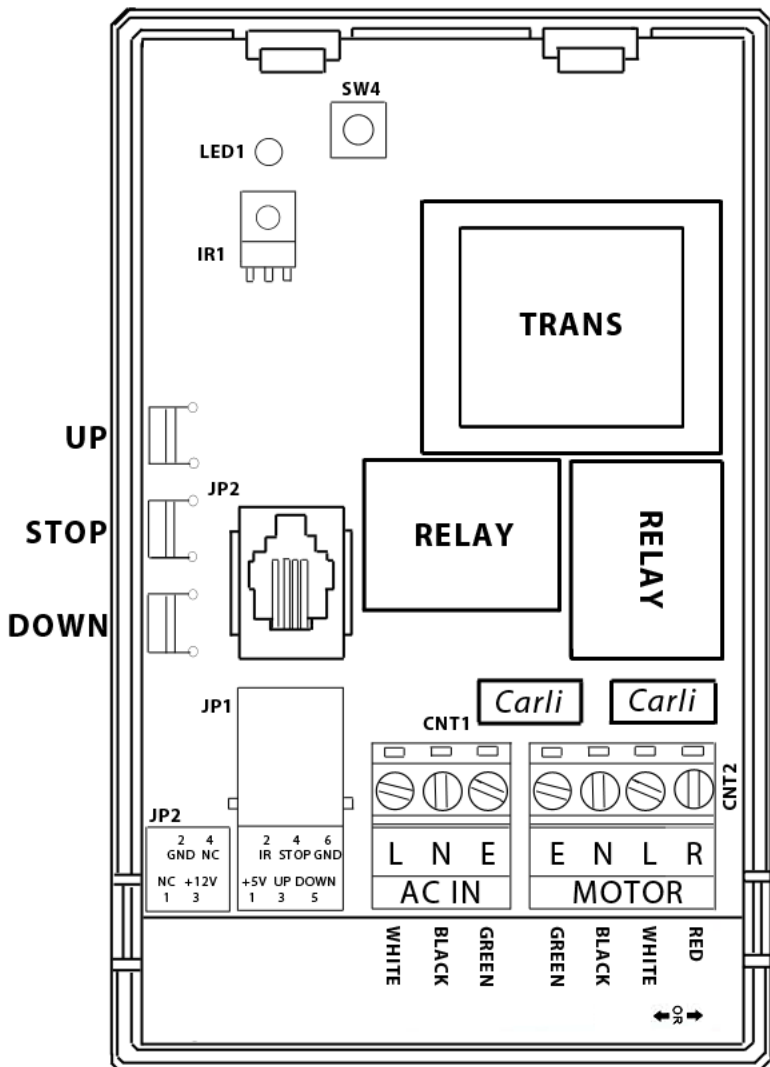 SW4
LED1
IR1
TRANS
UP
JP2
STOP
RELAY
RELAY
DOWN
JP1
Carli
Carli
CNT1
CNT2
JP2
2 4
GND NC
NC +12V
1 3
2 4 6
IR STOP GND
+5V UP DOWN
1 3 5
L N E
AC IN
E N L R
MOTOR
WHITE
BLACK
GREEN
GREEN
BLACK
WHITE
RED
OR